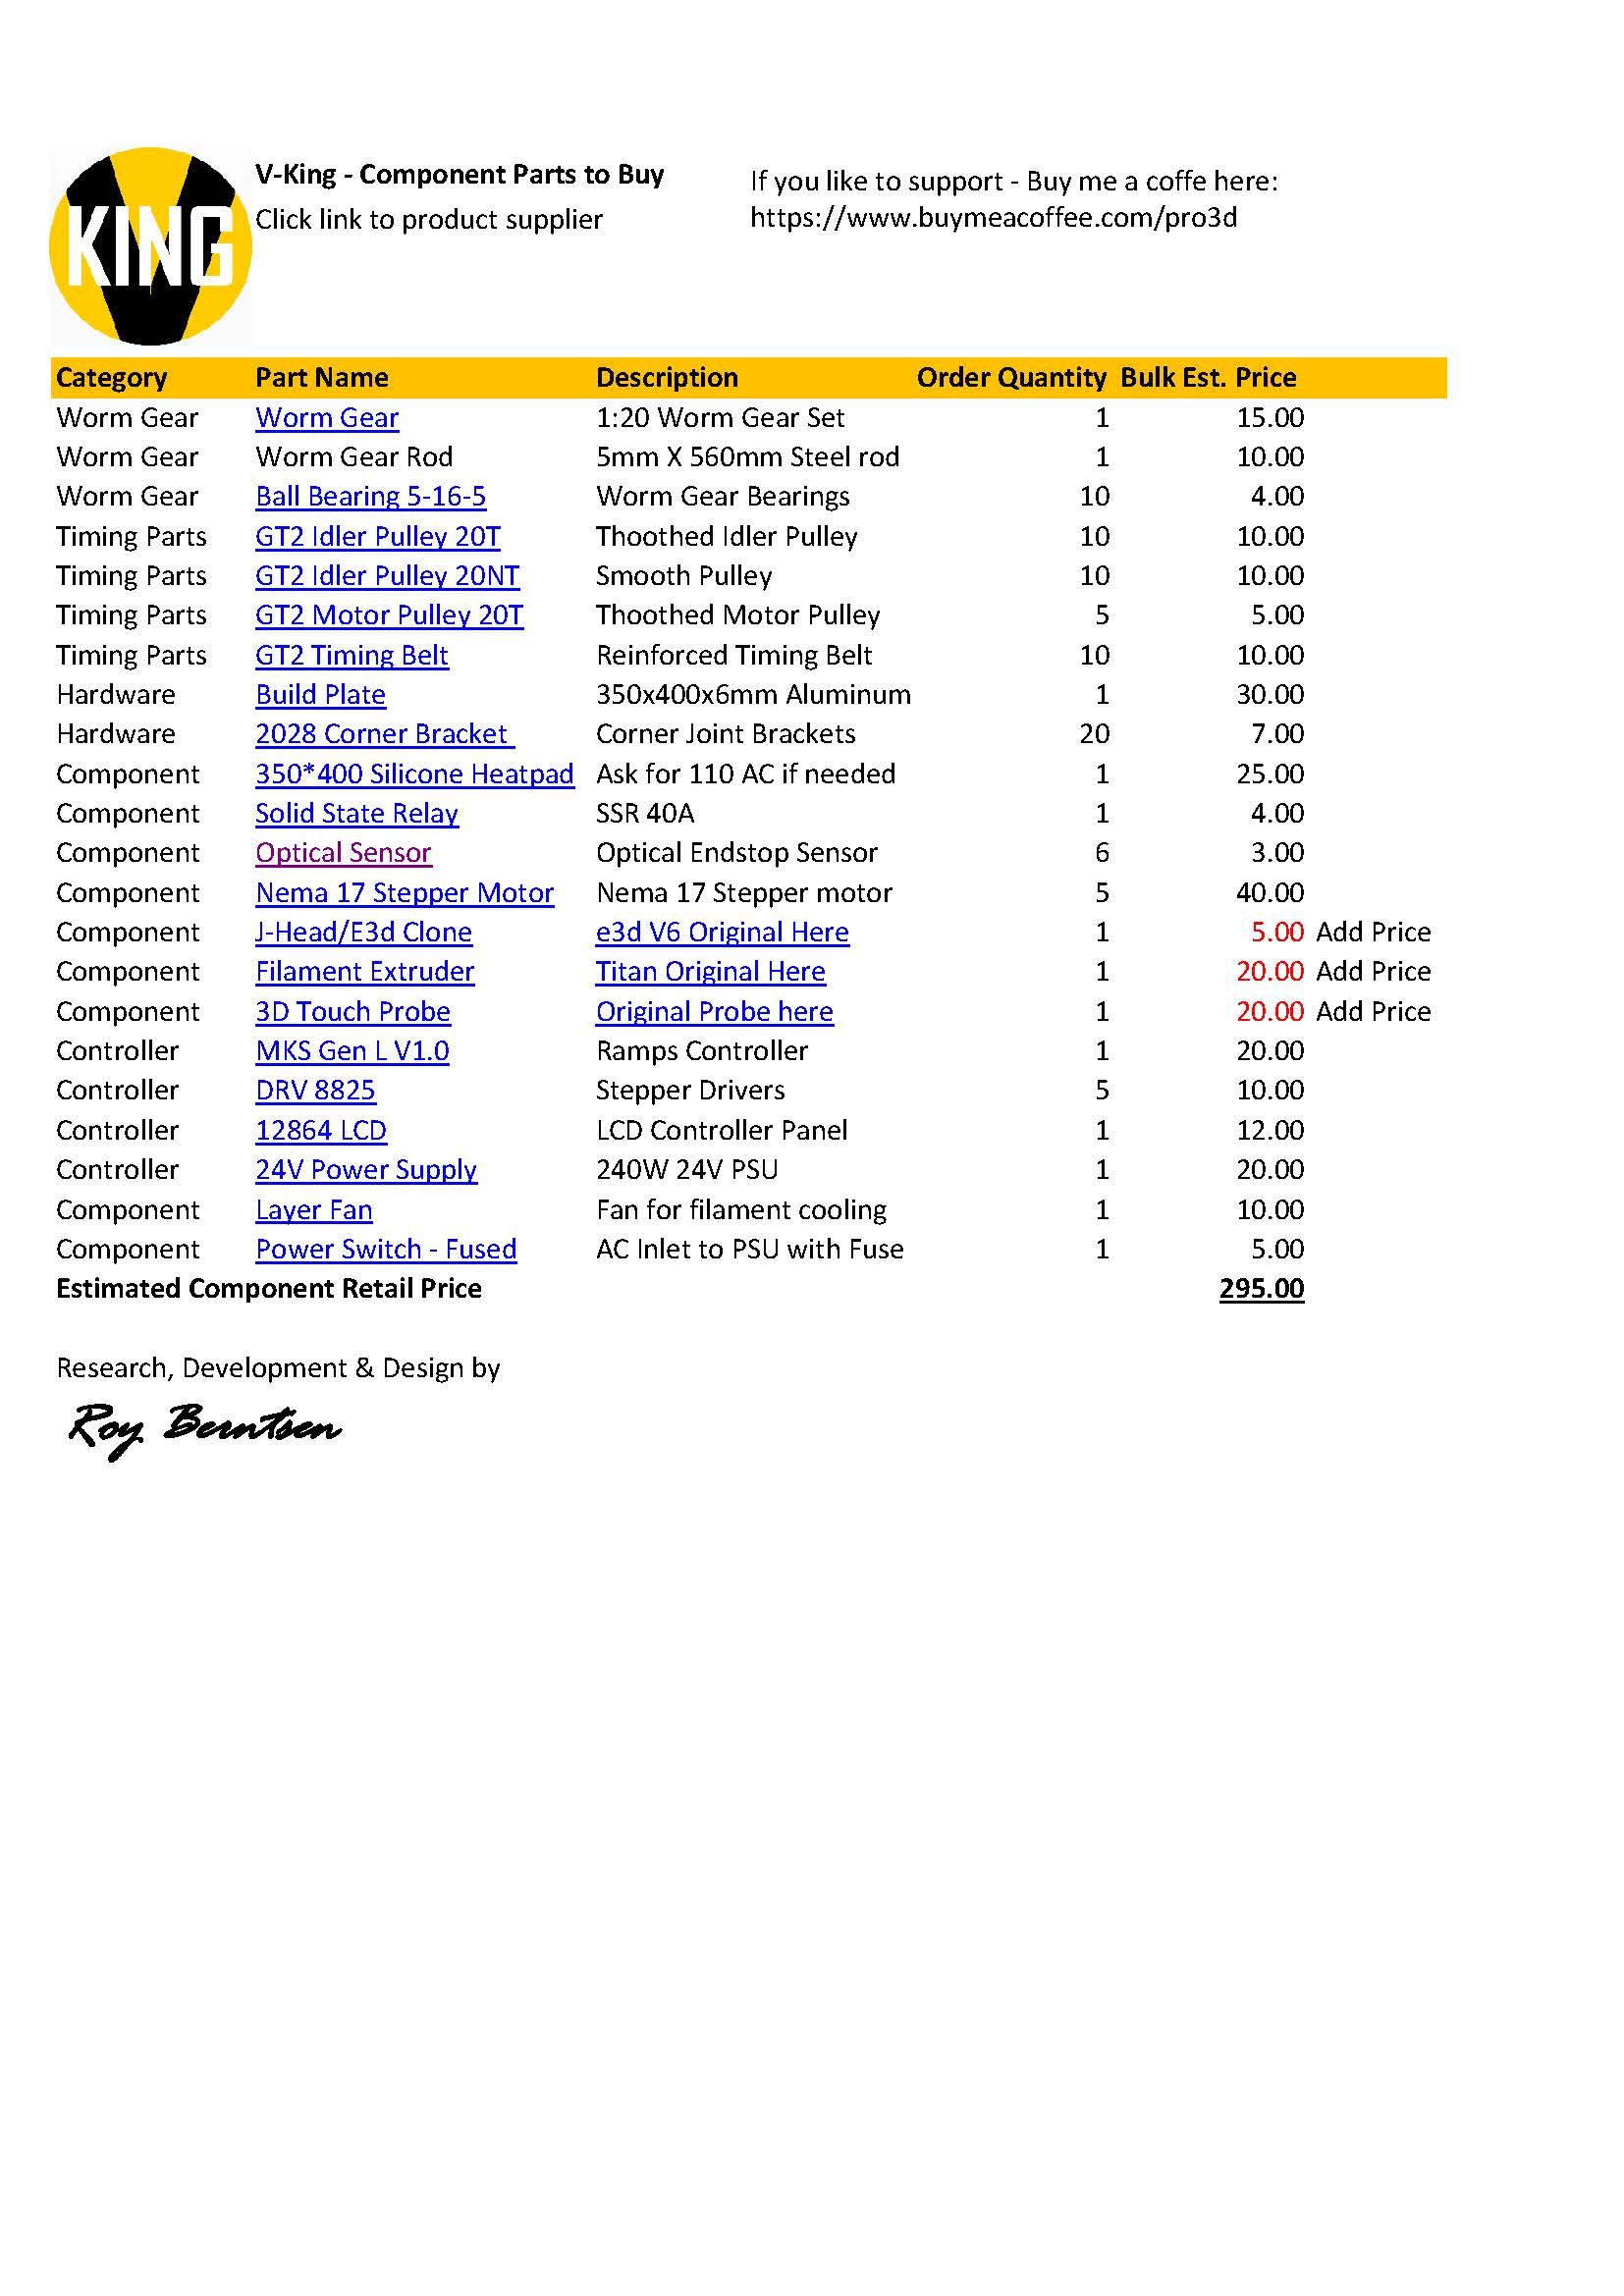 KING
V-King - Component Parts to Buy
Click link to product supplier
If you like to support - Buy me a coffe here:
https://www.buymeacoffee.com/pro3d
Category Part Name Description Order Quantity Bulk Est. Price
Worm Gear Worm Gear 1:20 Worm Gear Set 1 15.00
Worm Gear Worm Gear Rod 5mm X 560mm Steel rod 1 10.00
Worm Gear Ball Bearing 5-16-5 Worm Gear Bearings 10 4.00
Timing Parts GT2 Idler Pulley 20T Thoothed Idler Pulley 10 10.00
Timing Parts GT2 Idler Pulley 20NT Smooth Pulley 10 10.00
Timing Parts GT2 Motor Pulley 20T Thoothed Motor Pulley 5 5.00
Timing Parts GT2 Timing Belt Reinforced Timing Belt 10 10.00
Hardware Build Plate 350x400x6mm Aluminum 1 30.00
Hardware 2028 Corner Bracket Corner Joint Brackets 20 7.00
Component 350*400 Silicone Heatpad Ask for 110 AC if needed 1 25.00
Component Solid State Relay SSR 40A 1 4.00
Component Optical Sensor Optical Endstop Sensor 6 3.00
Component Nema 17 Stepper Motor Nema 17 Stepper motor 5 40.00
Component J-Head/E3d Clone e3d V6 Original Here 1 5.00 Add Price
Component Filament Extruder Titan Original Here 1 20.00 Add Price
Component 3D Touch Probe Original Probe here 1 20.00 Add Price
Controller MKS Gen L V1.0 Ramps Controller 1 20.00
Controller DRV 8825 Stepper Drivers 5 10.00
Controller 12864 LCD LCD Controller Panel 1 12.00
Controller 24V Power Supply 240W 24V PSU 1 20.00
Component Layer Fan Fan for filament cooling 1 10.00
Component Power Switch - Fused AC Inlet to PSU with Fuse 1 5.00
Estimated Component Retail Price 295.00
Research, Development & Design by
Roy Berntsen